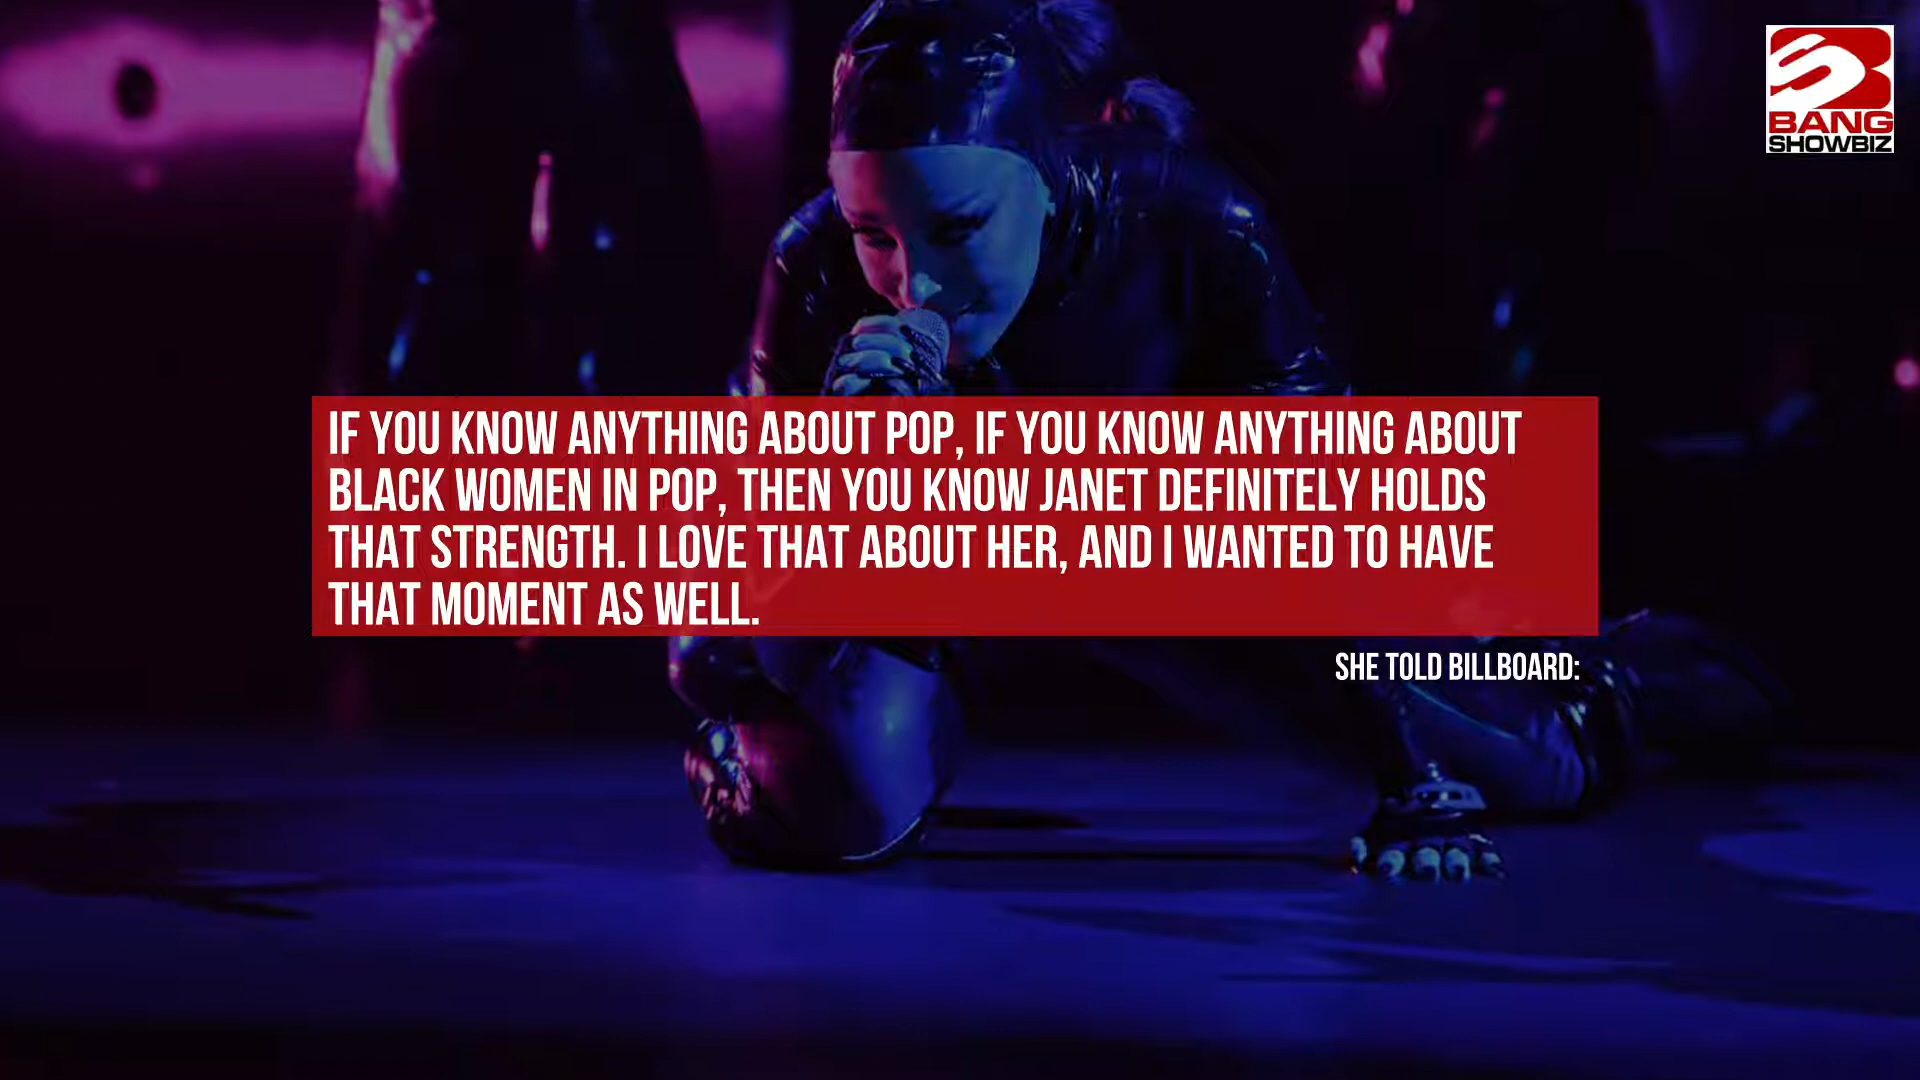 BANG
SHOWBIZ
IF YOU KNOW ANYTHING ABOUT POP, IF YOU KNOW ANYTHING ABOUT
BLACK WOMEN IN POP, THEN YOU KNOW JANET DEFINITELY HOLDS
THAT STRENGTH. I LOVE THAT ABOUT HER, AND I WANTED TO HAVE
THAT MOMENT AS WELL.
SHE TOLD BILLBOARD: